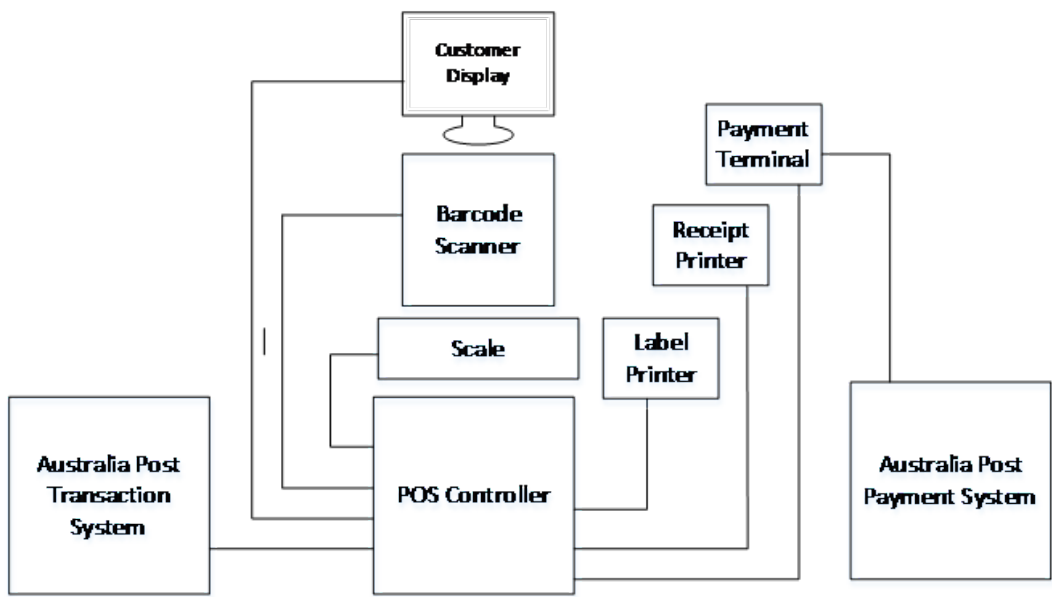 Customer
Display
Payment
Terminal
Barcode
Scanner
Receipt
Printer
Scale
Label
Printer
Australia Post
Transaction
System
POS Controller
Australia Post
Payment System